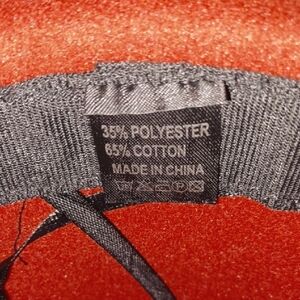 35% POLYESTER
65% COTTON
MADE IN CHINA